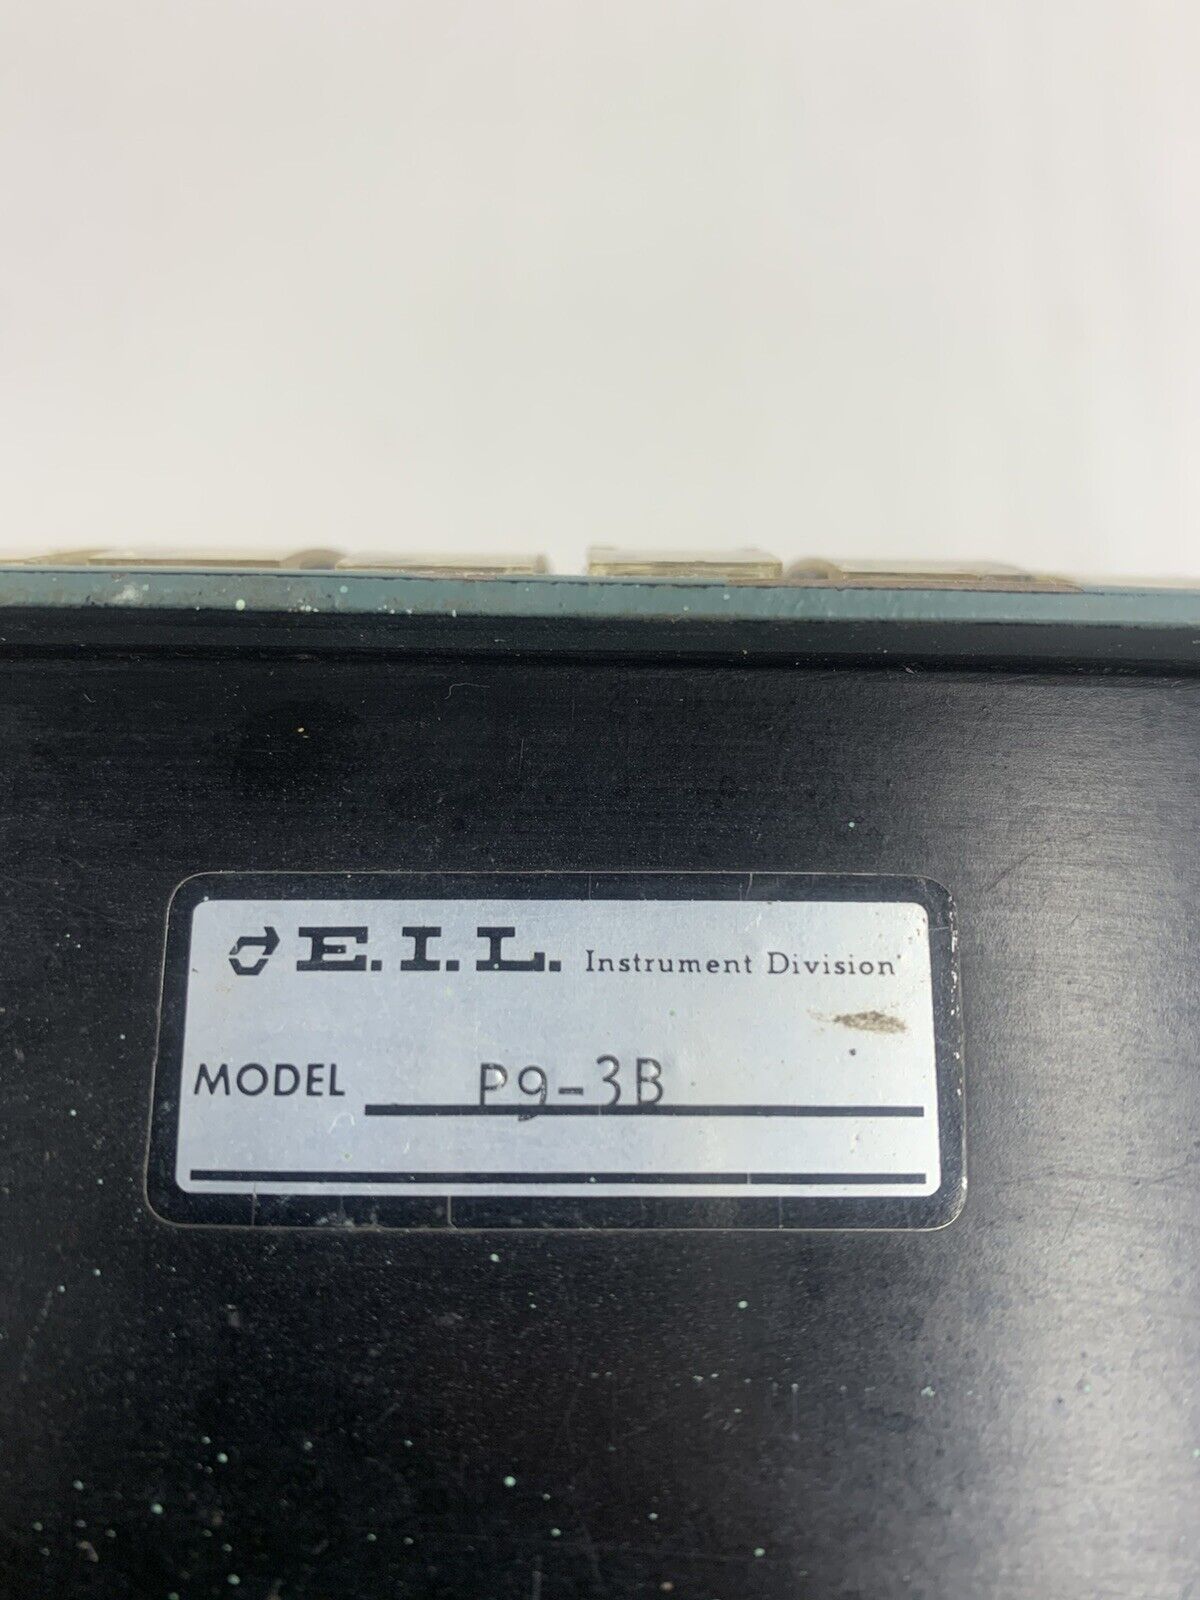 E.I.L. Instrument Division
MODEL P9-3B